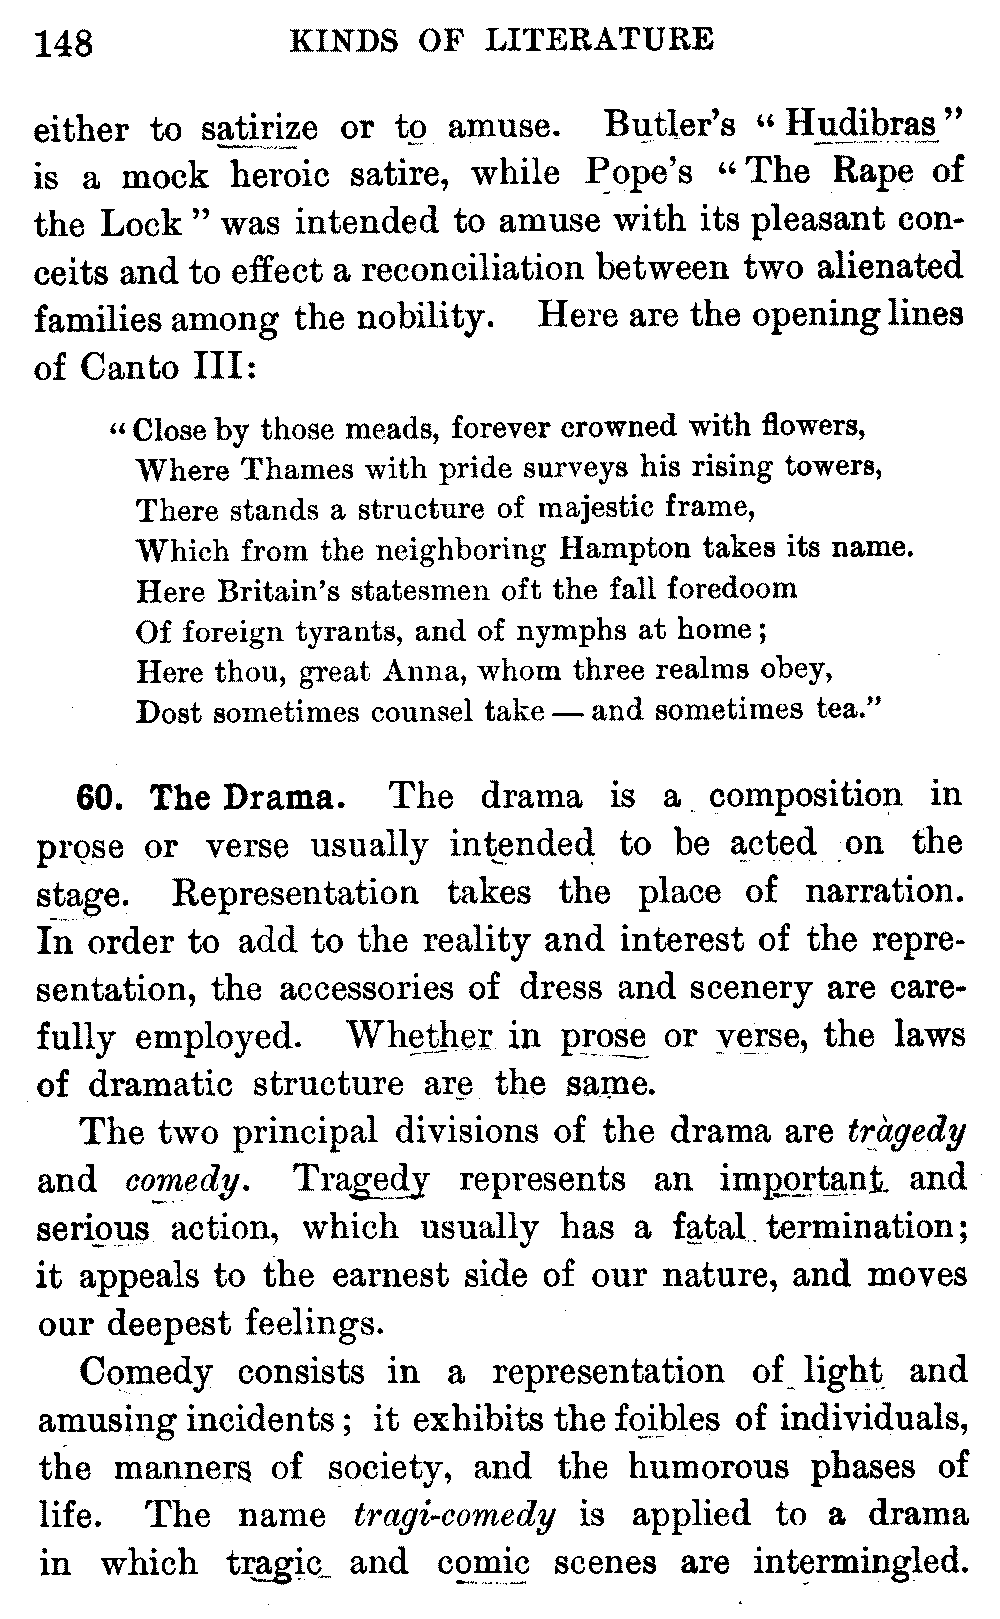 148 KINDS OF LITERATURE
either to satirize or to amuse. Butler's “Hudibras”
is a mock heroic satire, while Pope's “The Rape of
the Lock” was intended to amuse with its pleasant con-
ceits and to effect a reconciliation between two alienated
families among the nobility. Here are the opening lines
of Canto III:
“Close by those meads, forever crowned with flowers,
Where Thames with pride surveys his rising towers,
There stands a structure of majestic frame,
Which from the neighboring Hampton takes its name.
Here Britain's statesmen oft the fall foredoom
Of foreign tyrants, and of nymphs at home;
Here thou, great Anna, whom three realms obey,
Dost sometimes counsel take — and sometimes tea.”
60. The Drama. The drama is a composition in
prose or verse usually intended to be acted on the
stage. Representation takes the place of narration.
In order to add to the reality and interest of the repre-
sentation, the accessories of dress and scenery are care-
fully employed. Whether in prose or verse, the laws
of dramatic structure are the same.
The two principal divisions of the drama are tragedy
and comedy. Tragedy represents an important and
serious action, which usually has a fatal termination;
it appeals to the earnest side of our nature, and moves
our deepest feelings.
Comedy consists in a representation of light and
amusing incidents; it exhibits the foibles of individuals,
the manners of society, and the humorous phases of
life. The name tragi-comedy is applied to a drama
in which tragic and comic scenes are intermingled.